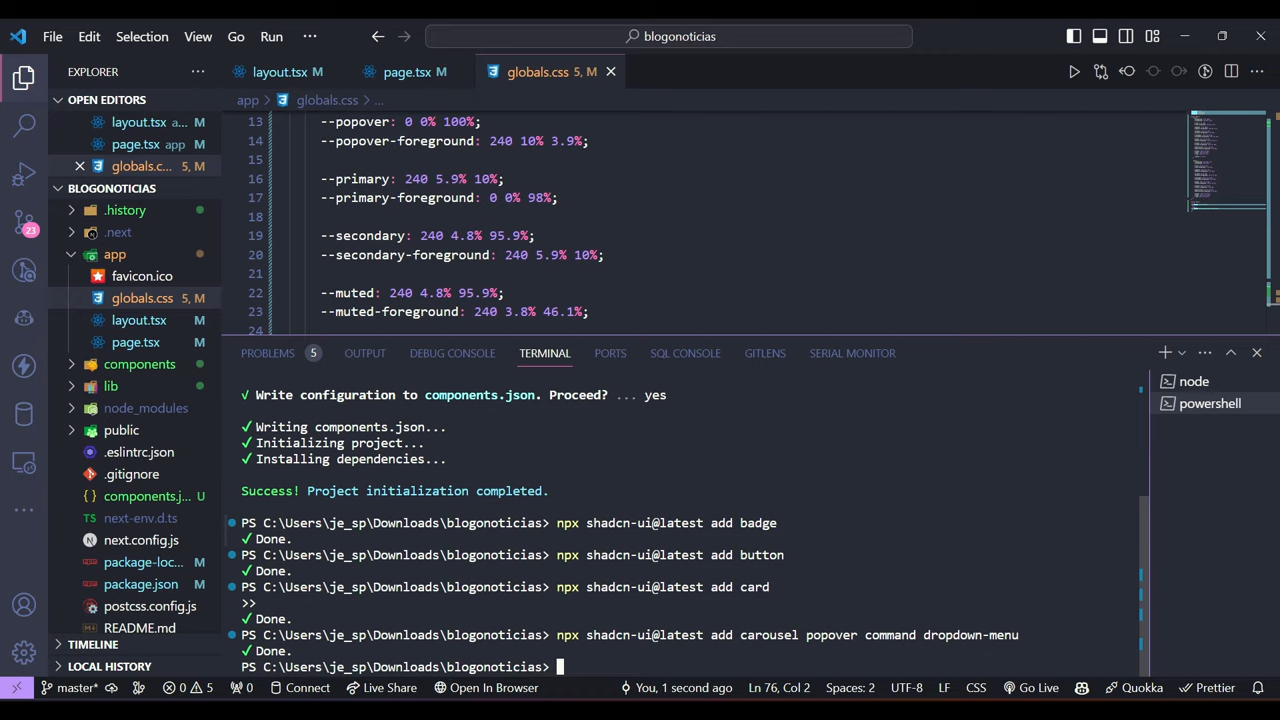 File Edit Selection View Go Run ··· blogonoticias
EXPLORER ···
layout.tsx M page.tsx M globals.css 5, M
OPEN EDITORS
layout.tsx a... M
page.tsx app M
globals.c... 5, M
BLOGONOTICIAS
.history
.next
app
favicon.ico
globals.css 5, M
layout.tsx M
page.tsx M
components
lib
node_modules
public
.eslintrc.json
.gitignore
components.j... U
next-env.d.ts
next.config.js
package-loc... M
package.json M
postcss.config.js
README.md
TIMELINE
LOCAL HISTORY
23
app > globals.css > ...
13 --popover: 0 0% 100%;
14 --popover-foreground: 240 10% 3.9%;
15
16 --primary: 240 5.9% 10%;
17 --primary-foreground: 0 0% 98%;
18
19 --secondary: 240 4.8% 95.9%;
20 --secondary-foreground: 240 5.9% 10%;
21
22 --muted: 240 4.8% 95.9%;
23 --muted-foreground: 240 3.8% 46.1%;
24
PROBLEMS 5 OUTPUT DEBUG CONSOLE TERMINAL PORTS SQL CONSOLE GITLENS SERIAL MONITOR
node
powershell
√ Write configuration to components.json. Proceed? ... yes
✓ Writing components.json...
✓ Initializing project...
✓ Installing dependencies...
Success! Project initialization completed.
PS C:\Users\je_sp\Downloads\blogonoticias> npx shadcn-ui@latest add badge
✓ Done.
PS C:\Users\je_sp\Downloads\blogonoticias> npx shadcn-ui@latest add button
✓ Done.
PS C:\Users\je_sp\Downloads\blogonoticias> npx shadcn-ui@latest add card
>>
✓ Done.
PS C:\Users\je_sp\Downloads\blogonoticias> npx shadcn-ui@latest add carousel popover command dropdown-menu
✓ Done.
PS C:\Users\je_sp\Downloads\blogonoticias>
master* 0 5 0 Connect Live Share Open In Browser You, 1 second ago Ln 76, Col 2 Spaces: 2 UTF-8 LF CSS Go Live Quokka Prettier